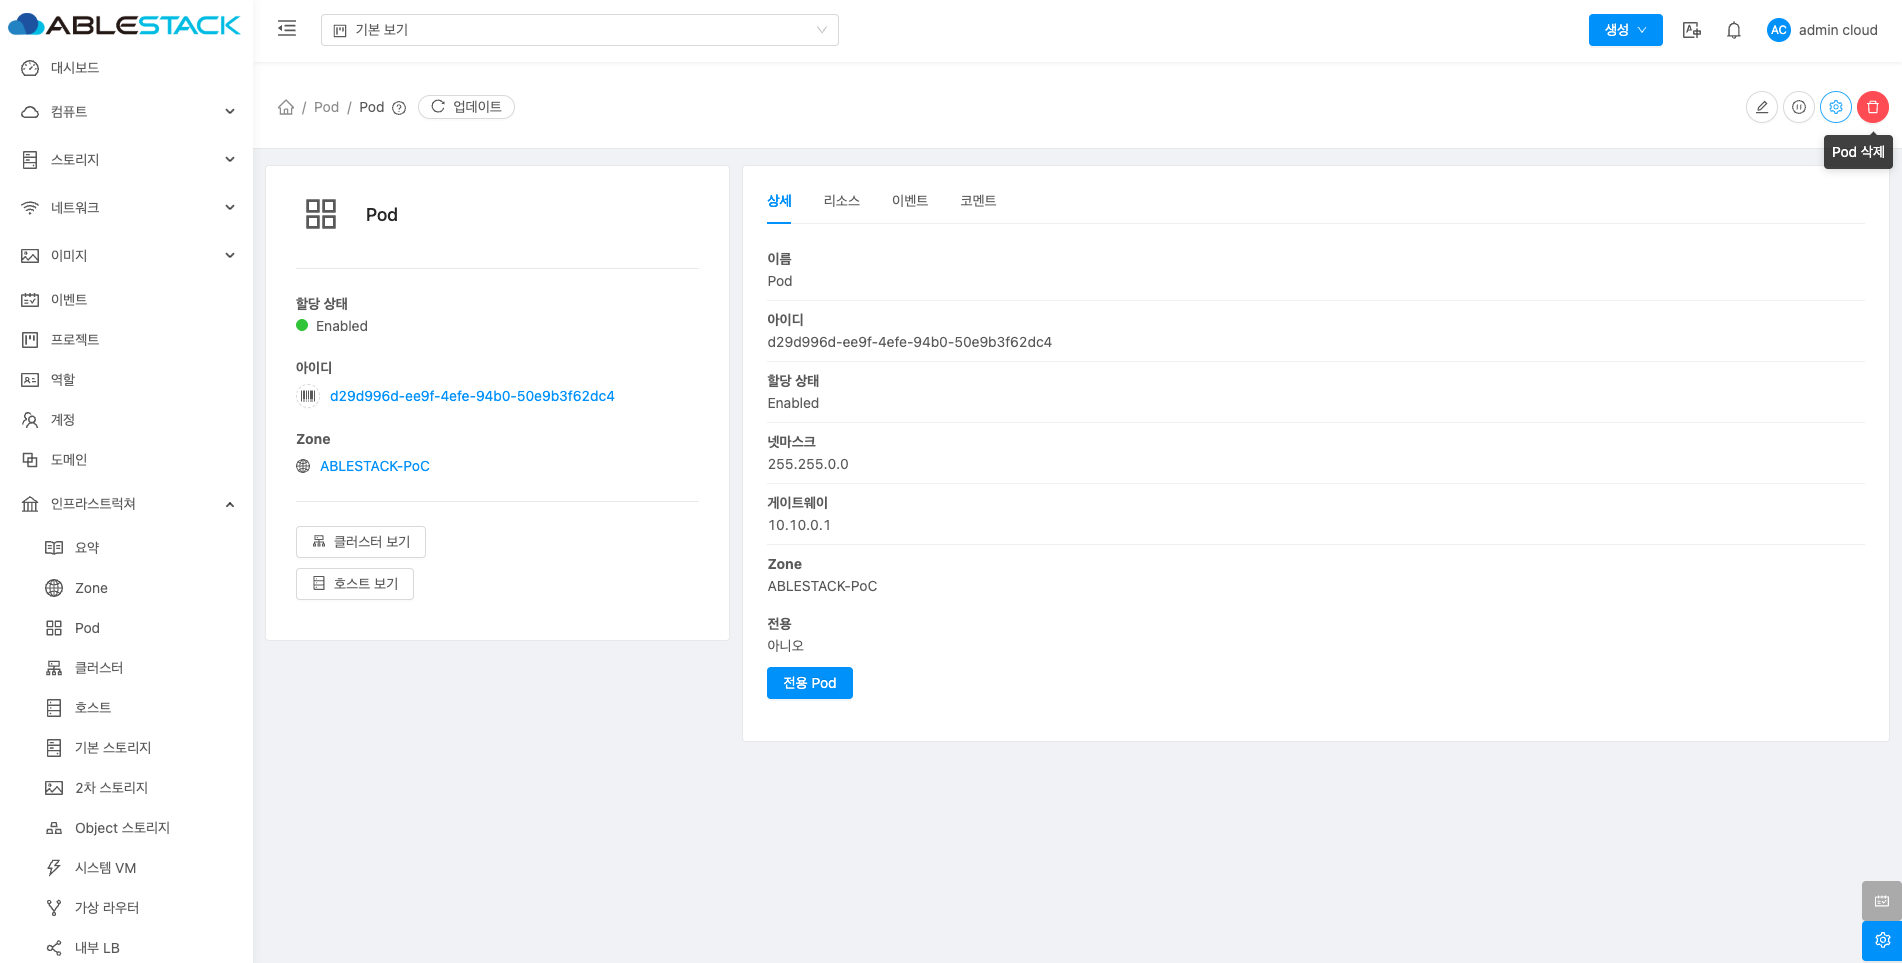 ABLESTACK
대시보드
컴퓨트
스토리지
네트워크
이미지
이벤트
프로젝트
역할
계정
도메인
인프라스트럭쳐
요약
Zone
Pod
클러스터
호스트
기본 스토리지
2차 스토리지
Object 스토리지
시스템 VM
가상 라우터
내부 LB
기본 보기
생성
AC admin cloud
/ Pod / Pod 업데이트
Pod 삭제
Pod
할당 상태
Enabled
아이디
d29d996d-ee9f-4efe-94b0-50e9b3f62dc4
Zone
ABLESTACK-PoC
클러스터 보기
호스트 보기
상세 리소스 이벤트 코멘트
이름
Pod
아이디
d29d996d-ee9f-4efe-94b0-50e9b3f62dc4
할당 상태
Enabled
넷마스크
255.255.0.0
게이트웨이
10.10.0.1
Zone
ABLESTACK-PoC
전용
아니오
전용 Pod